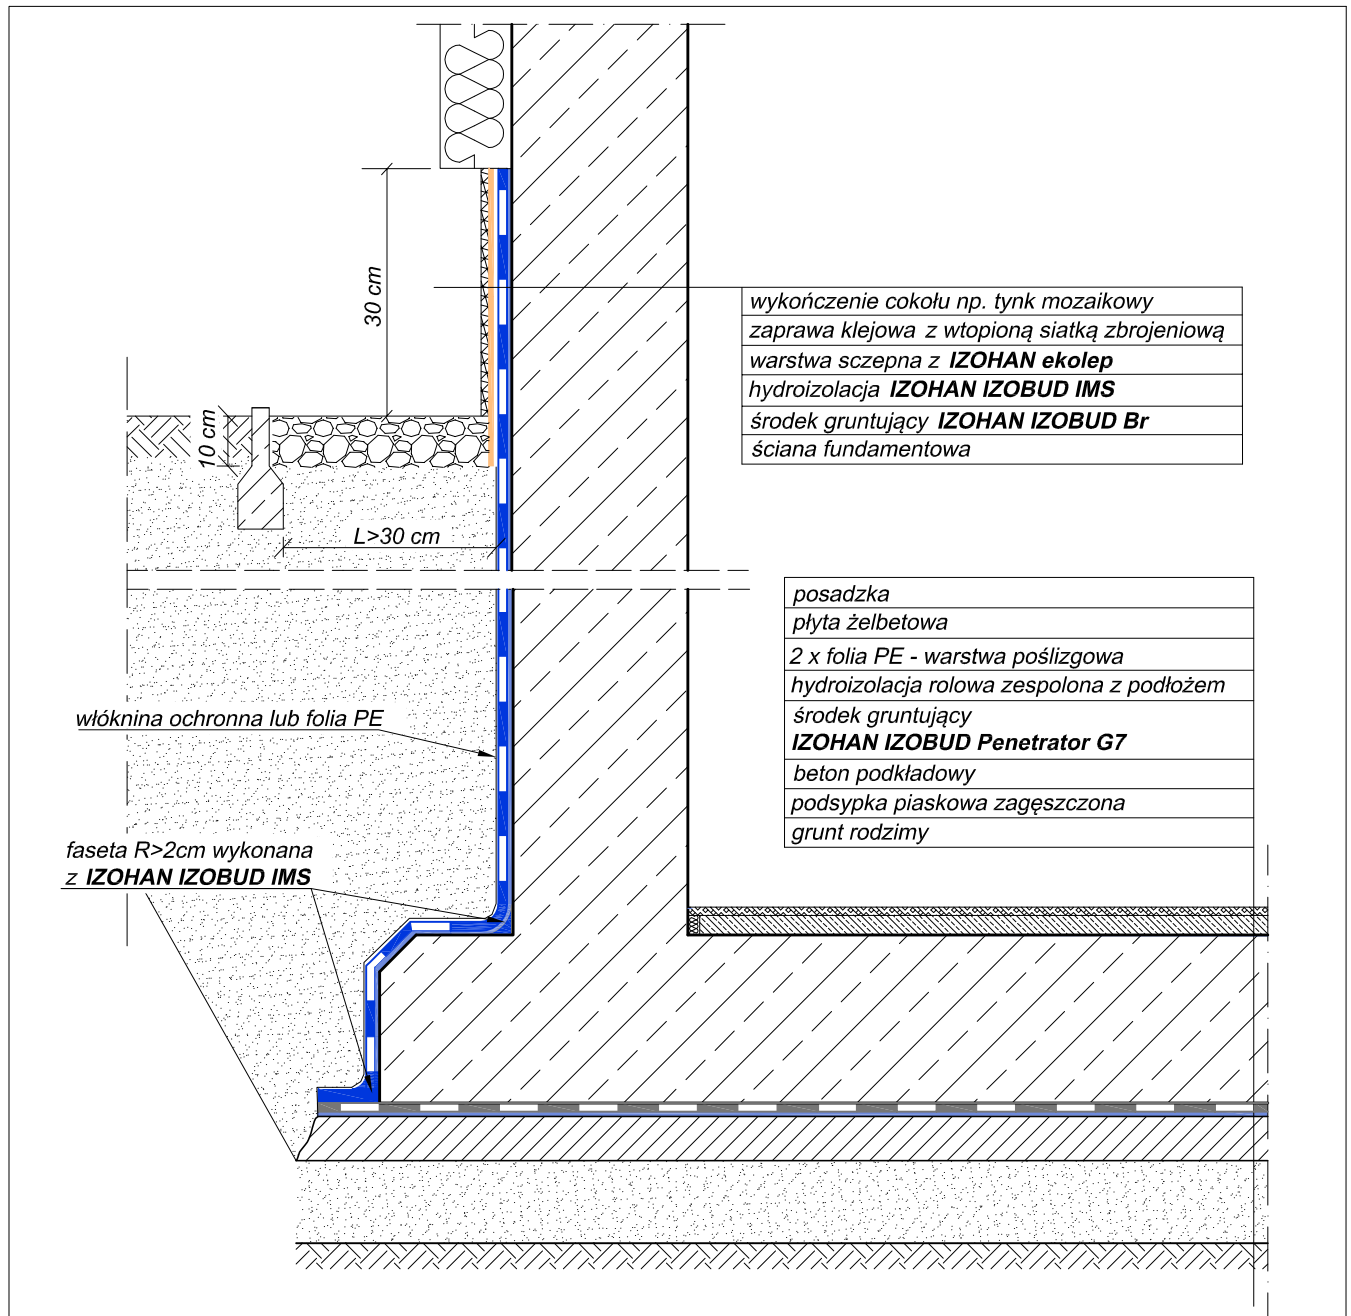 30 cm
wykończenie cokołu np. tynk mozaikowy
zaprawa klejowa z wtopioną siatką zbrojeniową
warstwa sczepna z IZOHAN ekolep
hydroizolacja IZOHAN IZOBUD IMS
środek gruntujący IZOHAN IZOBUD Br
ściana fundamentowa
10 cm
L>30 cm
posadzka
płyta żelbetowa
2 x folia PE - warstwa poślizgowa
hydroizolacja rolowa zespolona z podłożem
środek gruntujący
IZOHAN IZOBUD Penetrator G7
beton podkładowy
podsypka piaskowa zagęszczona
grunt rodzimy
włóknina ochronna lub folia PE
faseta R>2cm wykonana
z IZOHAN IZOBUD IMS